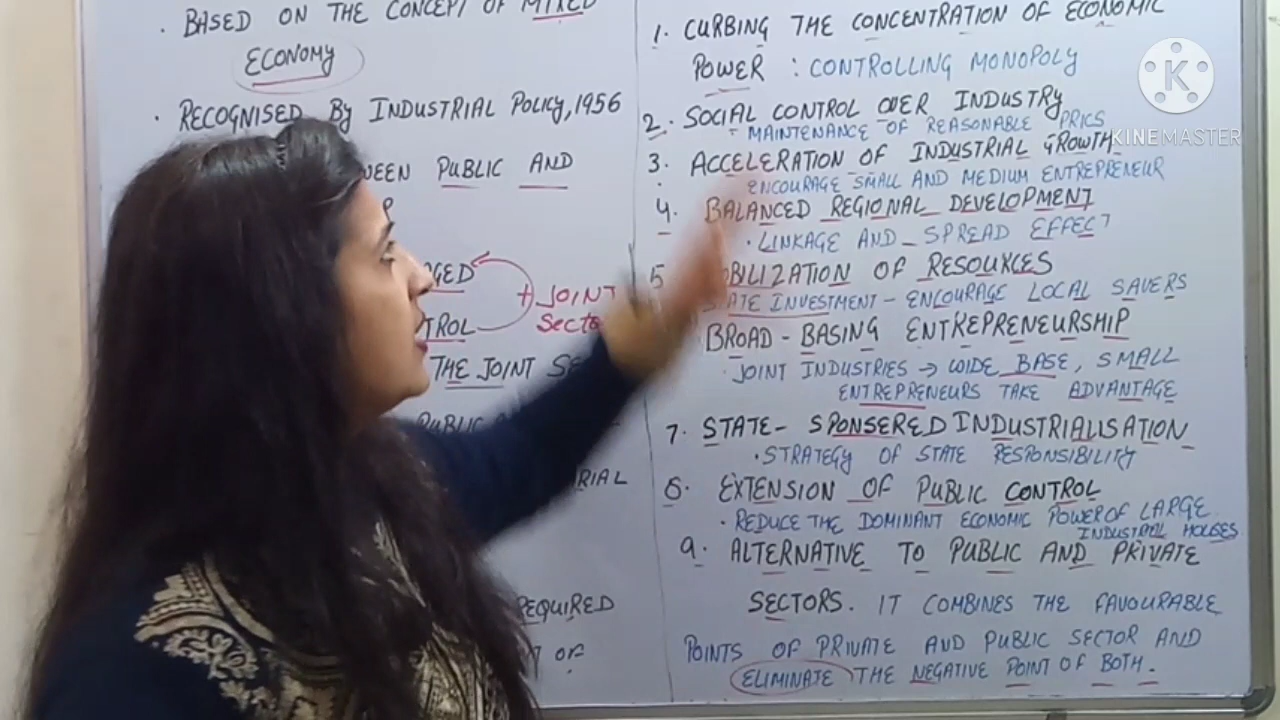 • BASED ON THE CONCEPT OF MIXED
ECONOMY
• RECOGNISED By INDUSTRIAL POLICY, 1956
PUBLIC AND
+ JOINT
THE JOINT
PUBLIC
REQUIRED
OF
1. CURBING THE CONCENTRATION OF ECONOMIC
POWER : CONTROLLING MONOPOLY
2. SOCIAL CONTROL OVER INDUSTRY
- MAINTENANCE OF REASONABLE PRICS
3. ACCELERATION OF INDUSTRIAL GROWTH
• ENCOURAGE SMALL AND MEDIUM ENTREPRENEUR
4. BALANCED REGIONAL DEVELOPMENT
• LINKAGE AND SPREAD EFFECT
5 OF RESOURCES
STATE INVESTMENT - ENCOURAGE LOCAL SAVERS
BROAD - BASING ENTREPRENEURSHIP
• JOINT INDUSTRIES → WIDE BASE, SMALL
ENTREPRENEURS TAKE ADVANTAGE
7. STATE - SPONSERED INDUSTRIALISATION
• STRATEGY OF STATE RESPONSIBILITY
8. EXTENSION OF PUBLIC CONTROL
• REDUCE THE DOMINANT ECONOMIC POWER OF LARGE
INDUSTRIAL HOUSES
9. ALTERNATIVE TO PUBLIC AND PRIVATE
SECTORS. IT COMBINES THE FAVOURABLE
POINTS OF PRIVATE AND PUBLIC SECTOR AND
ELIMINATE THE NEGATIVE POINT OF BOTH.
K
KINEMASTER